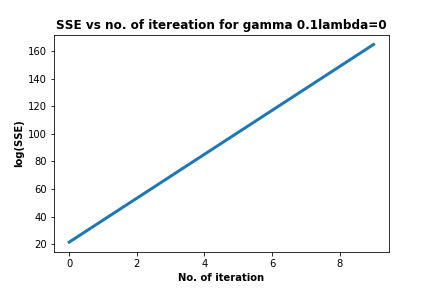 SSE vs no. of itereation for gamma 0.1lambda=0
160
140
120
100
80
60
40
20
log(SSE)
0 2 4 6 8
No. of iteration